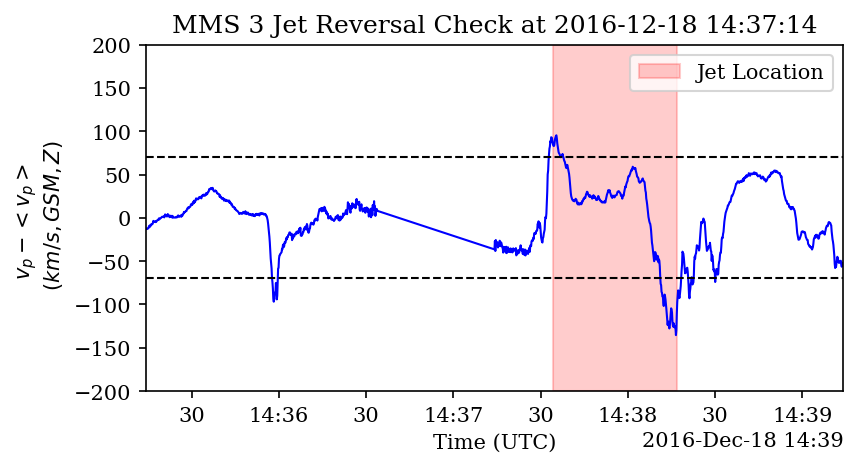 MMS 3 Jet Reversal Check at 2016-12-18 14:37:14
200
150
100
50
0
−50
−100
−150
−200
v_p − < v_p >
(km/s, GSM, Z)
Jet Location
30 14:36 30 14:37 30 14:38 30 14:39
Time (UTC)
2016-Dec-18 14:39